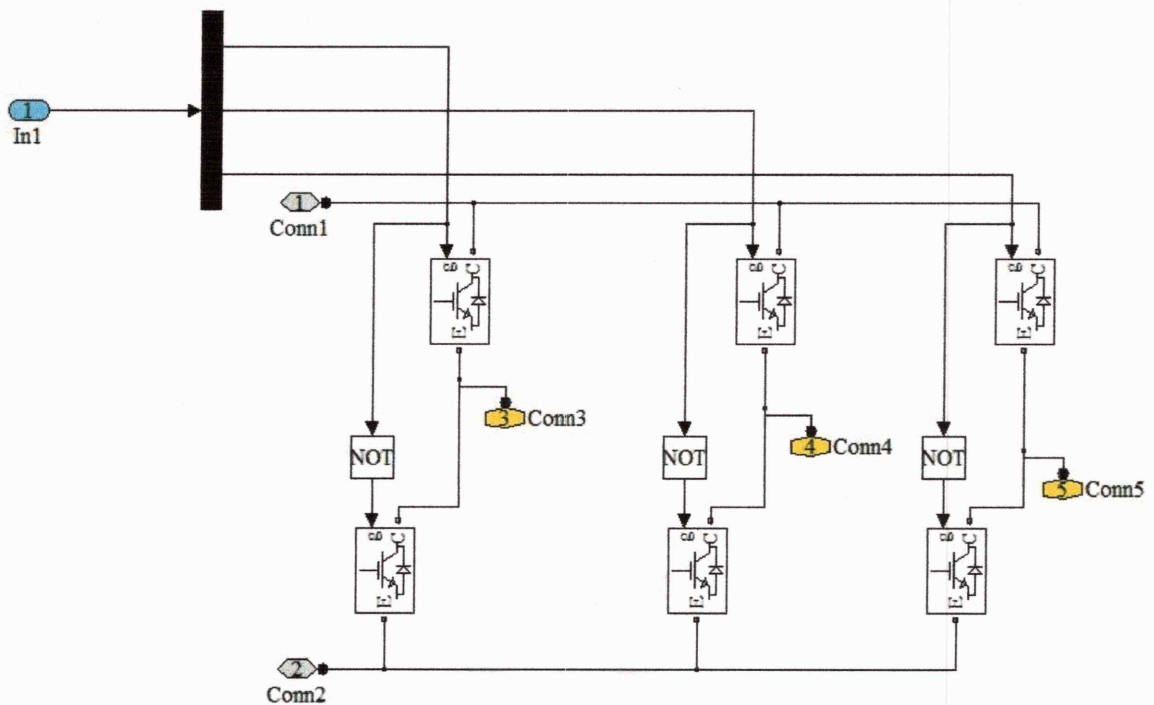 1
In1
1
Conn1
g C
E
g C
E
g C
E
3 Conn3
4 Conn4
5 Conn5
NOT
NOT
NOT
g C
E
g C
E
g C
E
2
Conn2